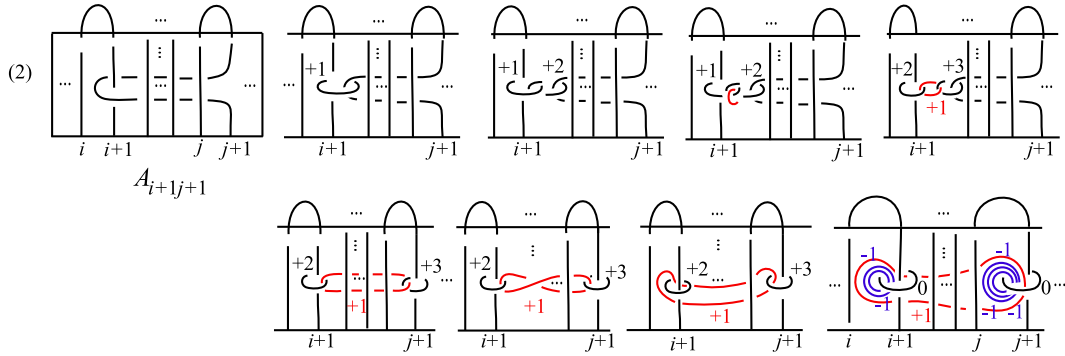 ... ... ... ... ...
(2) ... ... ... ... +1 ... ... +1 +2 ... ... +1 +2 ... ... +2 +3 ... ...
+1
i i+1 j j+1 i+1 j+1 i+1 j+1 i+1 j+1 i+1 j+1
A_{i+1j+1}
... ... ... ...
+2 ... ... +3 ... +2 ... ... +3 +2 ... +3 ... -1 ... -1 ...
+1 +1 +1 -1 0 -1 -1 0
+1
i+1 j+1 i+1 j+1 i+1 j+1 i i+1 j j+1